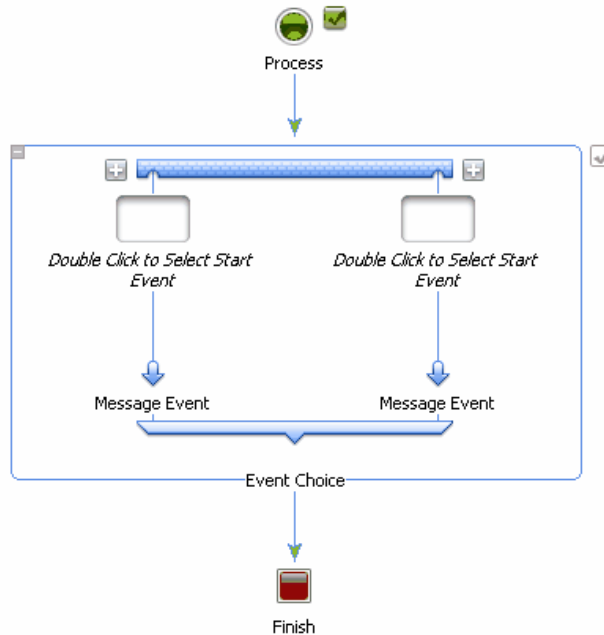 Process
Double Click to Select Start
Event
Double Click to Select Start
Event
Message Event
Message Event
Event Choice
Finish